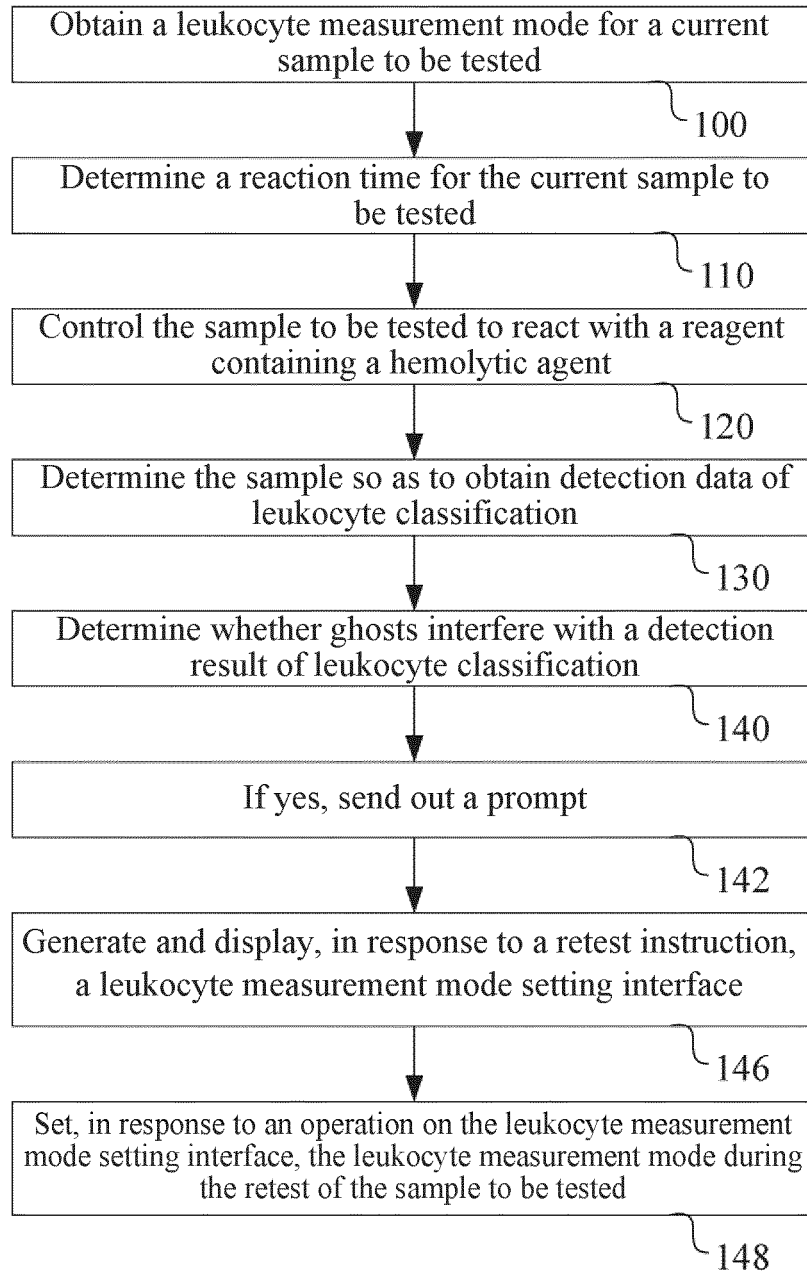 Obtain a leukocyte measurement mode for a current
sample to be tested
100
Determine a reaction time for the current sample to
be tested
110
Control the sample to be tested to react with a reagent
containing a hemolytic agent
120
Determine the sample so as to obtain detection data of
leukocyte classification
130
Determine whether ghosts interfere with a detection
result of leukocyte classification
140
If yes, send out a prompt
142
Generate and display, in response to a retest instruction,
a leukocyte measurement mode setting interface
146
Set, in response to an operation on the leukocyte measurement
mode setting interface, the leukocyte measurement mode during
the retest of the sample to be tested
148